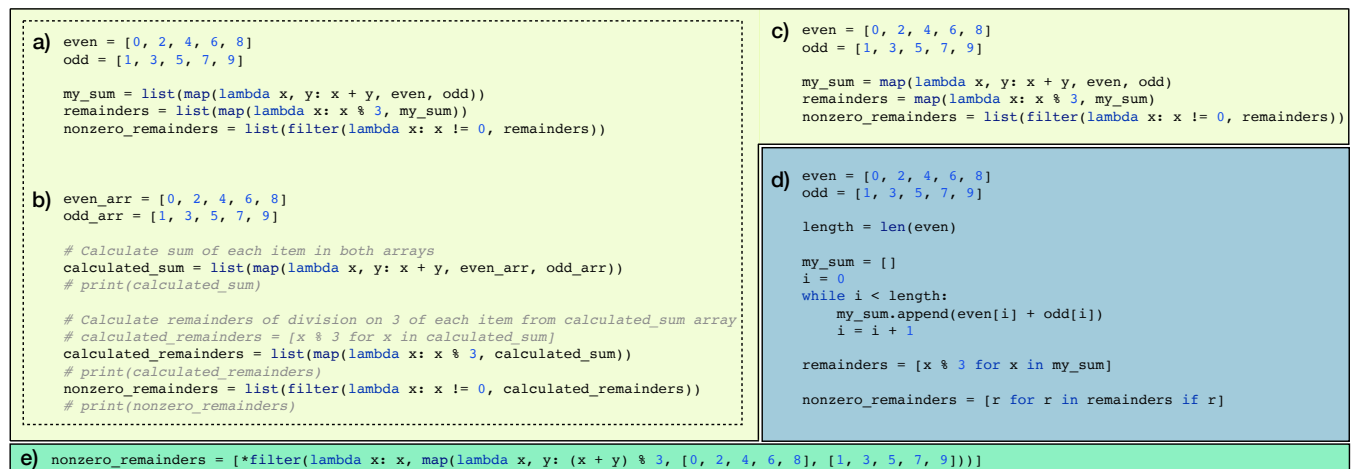 a) even = [0, 2, 4, 6, 8]
odd = [1, 3, 5, 7, 9]
my_sum = list(map(lambda x, y: x + y, even, odd))
remainders = list(map(lambda x: x % 3, my_sum))
nonzero_remainders = list(filter(lambda x: x != 0, remainders))
b) even_arr = [0, 2, 4, 6, 8]
odd_arr = [1, 3, 5, 7, 9]
# Calculate sum of each item in both arrays
calculated_sum = list(map(lambda x, y: x + y, even_arr, odd_arr))
# print(calculated_sum)
# Calculate remainders of division on 3 of each item from calculated_sum array
# calculated_remainders = [x % 3 for x in calculated_sum]
calculated_remainders = list(map(lambda x: x % 3, calculated_sum))
# print(calculated_remainders)
nonzero_remainders = list(filter(lambda x: x != 0, calculated_remainders))
# print(nonzero_remainders)
c) even = [0, 2, 4, 6, 8]
odd = [1, 3, 5, 7, 9]
my_sum = map(lambda x, y: x + y, even, odd)
remainders = map(lambda x: x % 3, my_sum)
nonzero_remainders = list(filter(lambda x: x != 0, remainders))
d) even = [0, 2, 4, 6, 8]
odd = [1, 3, 5, 7, 9]
length = len(even)
my_sum = []
i = 0
while i < length:
    my_sum.append(even[i] + odd[i])
    i = i + 1
remainders = [x % 3 for x in my_sum]
nonzero_remainders = [r for r in remainders if r]
e) nonzero_remainders = [*filter(lambda x: x, map(lambda x, y: (x + y) % 3, [0, 2, 4, 6, 8], [1, 3, 5, 7, 9]))]